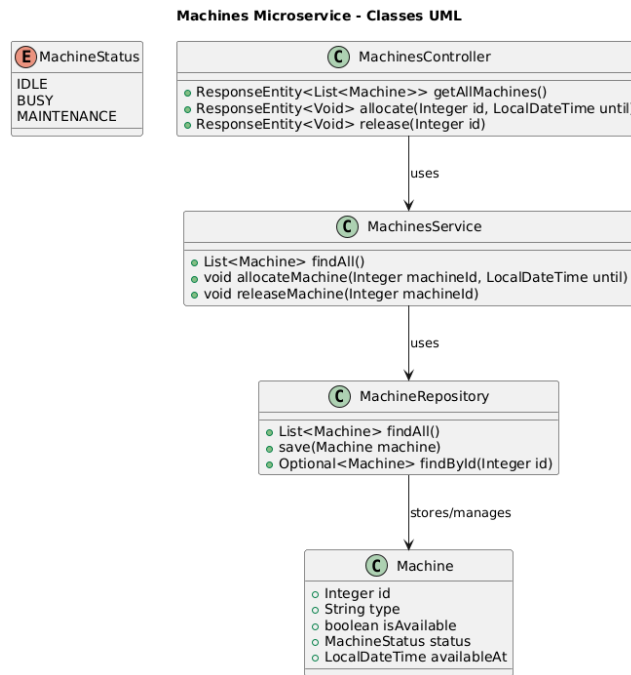 Machines Microservice - Classes UML
E MachineStatus
IDLE
BUSY
MAINTENANCE
C MachinesController
ResponseEntity<List<Machine>> getAllMachines()
ResponseEntity<Void> allocate(Integer id, LocalDateTime until)
ResponseEntity<Void> release(Integer id)
uses
C MachinesService
List<Machine> findAll()
void allocateMachine(Integer machineId, LocalDateTime until)
void releaseMachine(Integer machineId)
uses
C MachineRepository
List<Machine> findAll()
save(Machine machine)
Optional<Machine> findById(Integer id)
stores/manages
C Machine
Integer id
String type
boolean isAvailable
MachineStatus status
LocalDateTime availableAt